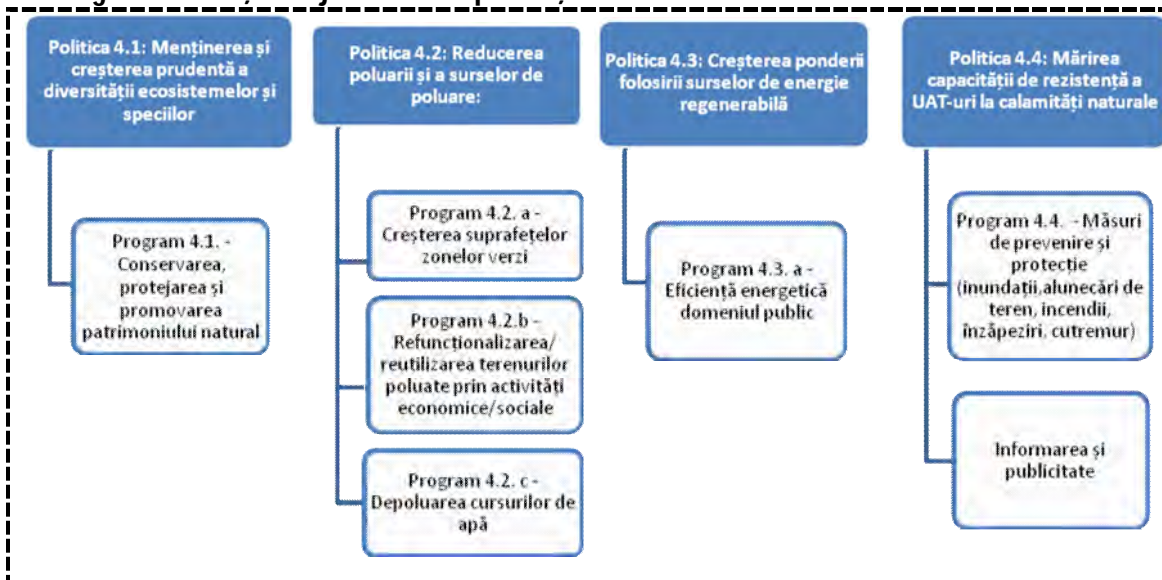 Politica 4.1: Menținerea și
creșterea prudentă a
diversității ecosistemelor și
speciilor
Program 4.1. -
Conservarea,
protejarea și
promovarea
patrimoniului natural
Politica 4.2: Reducerea
poluarii și a surselor de
poluare:
Program 4.2. a -
Creșterea suprafețelor
zonelor verzi
Program 4.2.b -
Refuncționalizarea/
reutilizarea terenurilor
poluate prin activități
economice/sociale
Program 4.2. c -
Depoluarea cursurilor de
apă
Politica 4.3: Creșterea ponderii
folosirii surselor de energie
regenerabilă
Program 4.3. a -
Eficiență energetică
domeniul public
Politica 4.4: Mărirea
capacității de rezistență a
UAT-uri la calamități naturale
Program 4.4. - Măsuri
de prevenire și
protecție
(inundații,alunecări de
teren, incendii,
înzăpeziri, cutremur)
Informarea și
publicitate